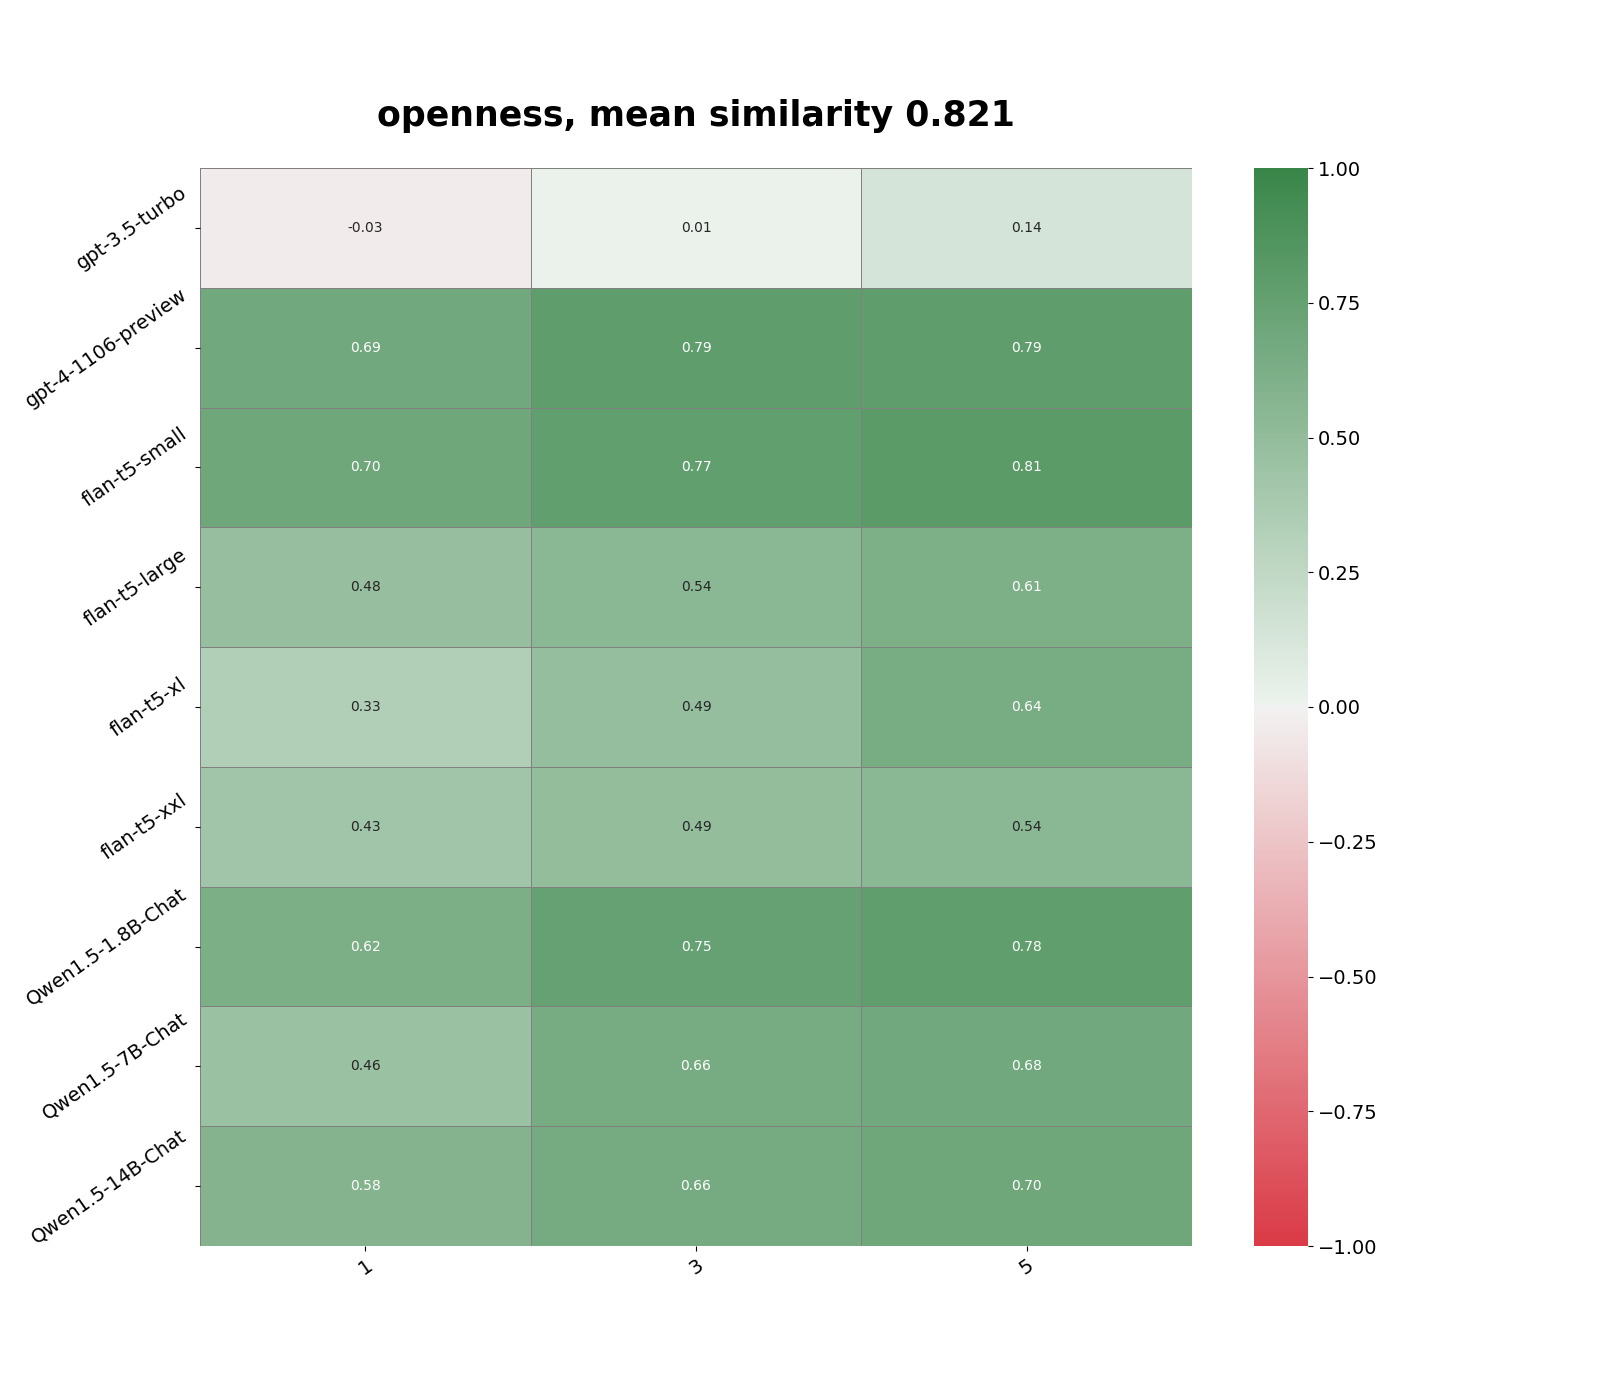 openness, mean similarity 0.821
gpt-3.5-turbo
-0.03 0.01 0.14
gpt-4-1106-preview
0.69 0.79 0.79
flan-t5-small
0.70 0.77 0.81
flan-t5-large
0.48 0.54 0.61
flan-t5-xl
0.33 0.49 0.64
flan-t5-xxl
0.43 0.49 0.54
Qwen1.5-1.8B-Chat
0.62 0.75 0.78
Qwen1.5-7B-Chat
0.46 0.66 0.68
Qwen1.5-14B-Chat
0.58 0.66 0.70
1 3 5
1.00
0.75
0.50
0.25
0.00
−0.25
−0.50
−0.75
−1.00